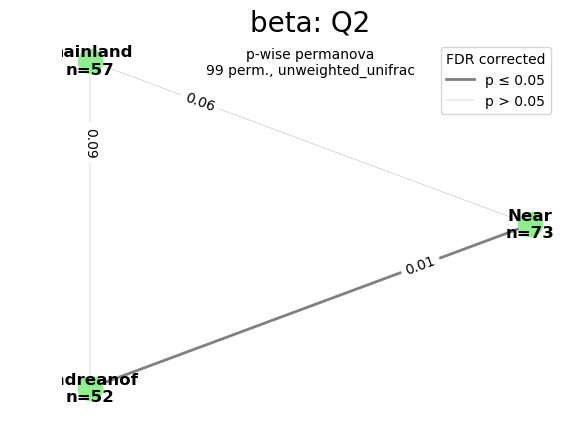 beta: Q2
p-wise permanova
99 perm., unweighted_unifrac
FDR corrected
p ≤ 0.05
p > 0.05
ainland
n=57
0.06
0.09
Near
n=73
0.01
ndreanof
n=52